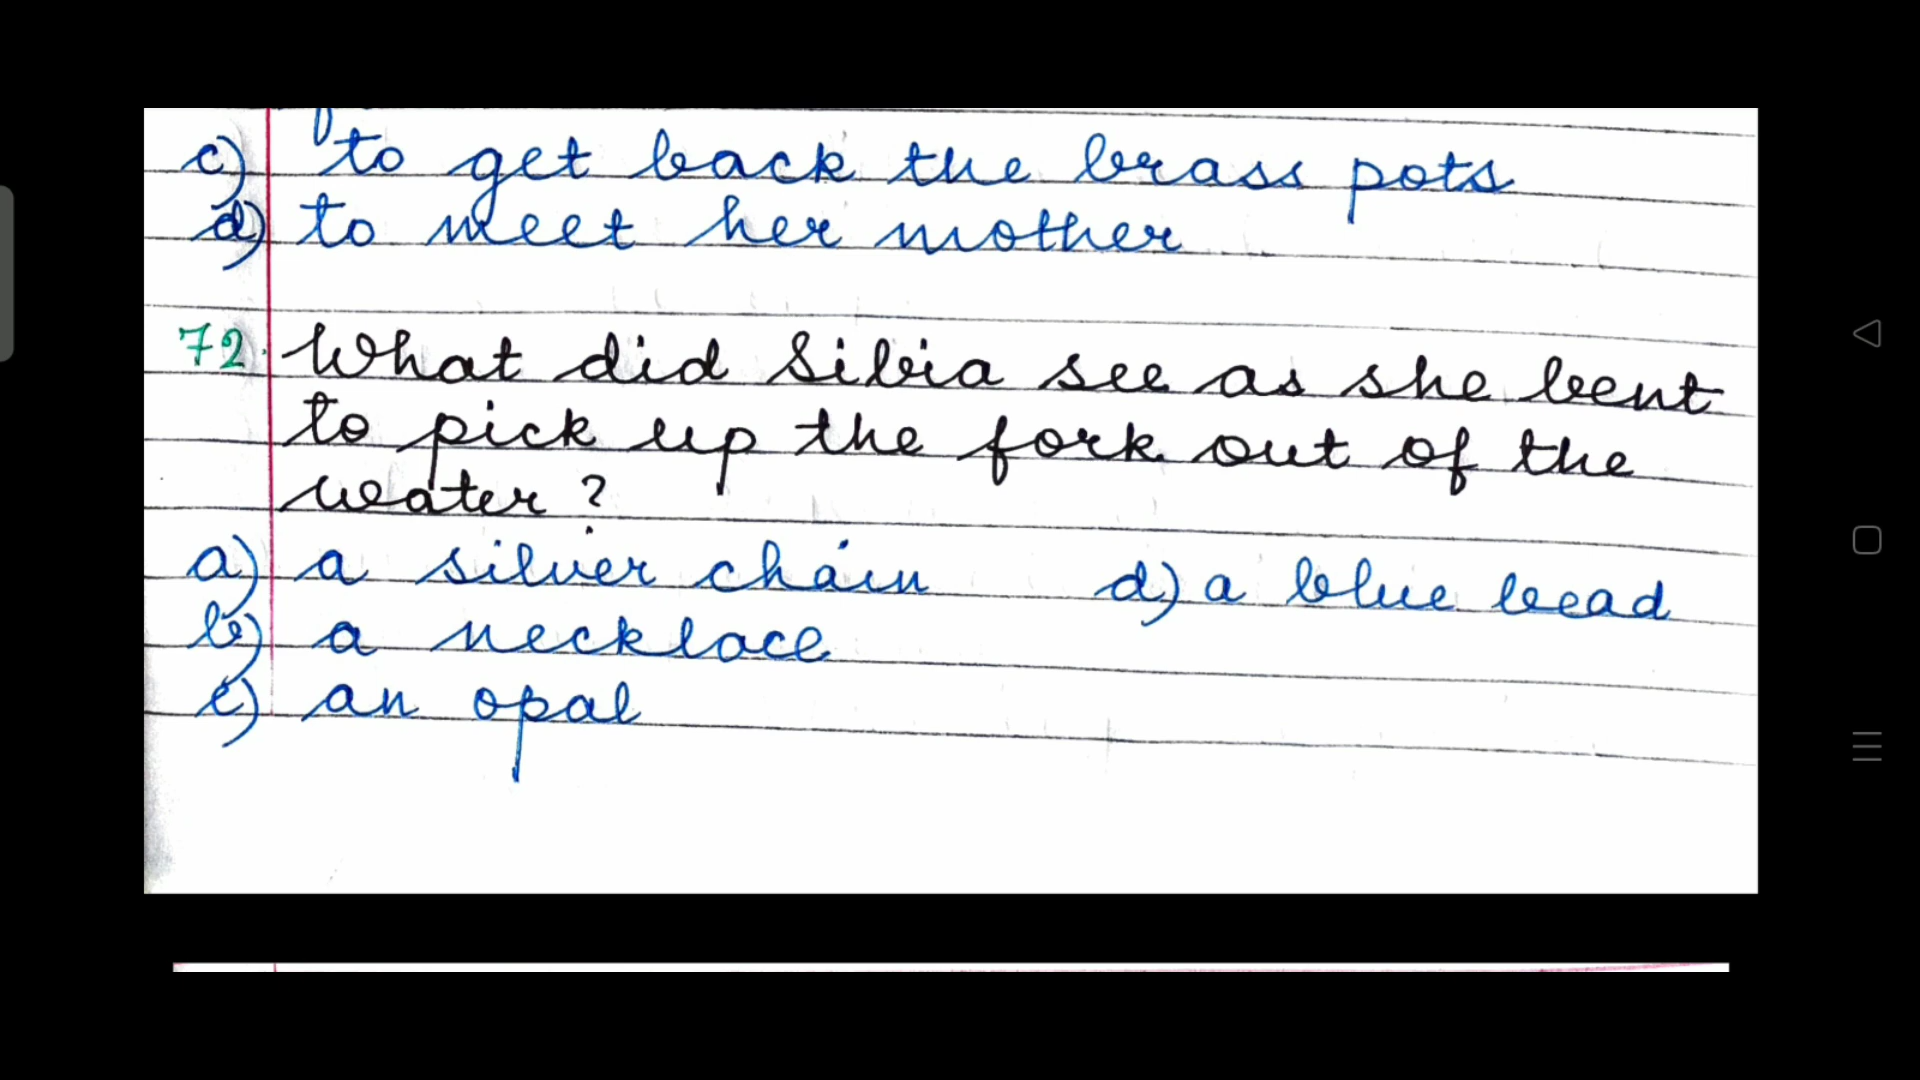 c) to get back the brass pots
d) to meet her mother
72. What did Sibia see as she bent
to pick up the fork out of the
water?
a) a silver chain d) a blue bead
b) a necklace
c) an opal